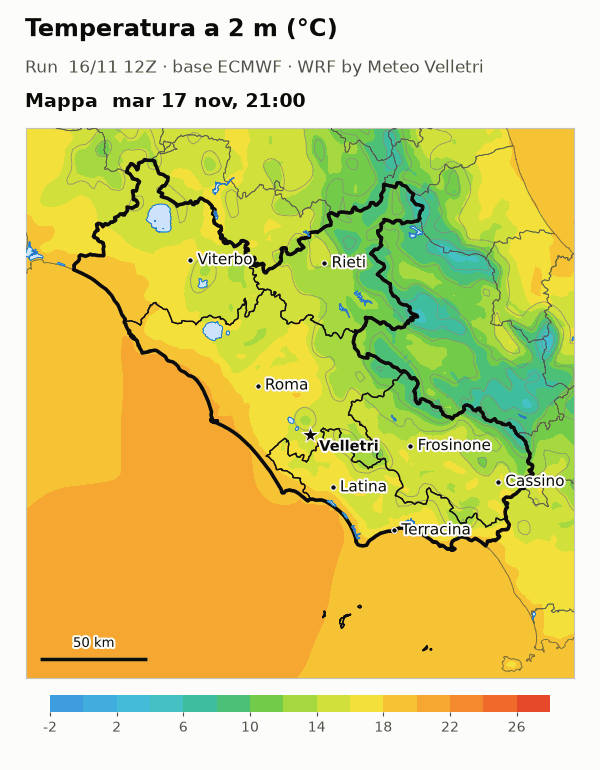 Temperatura a 2 m (°C)
Run  16/11 12Z · base ECMWF · WRF by Meteo Velletri
Mappa  mar 17 nov, 21:00
Viterbo
Rieti
Roma
Velletri
Frosinone
Latina
Cassino
Terracina
50 km
-2 2 6 10 14 18 22 26